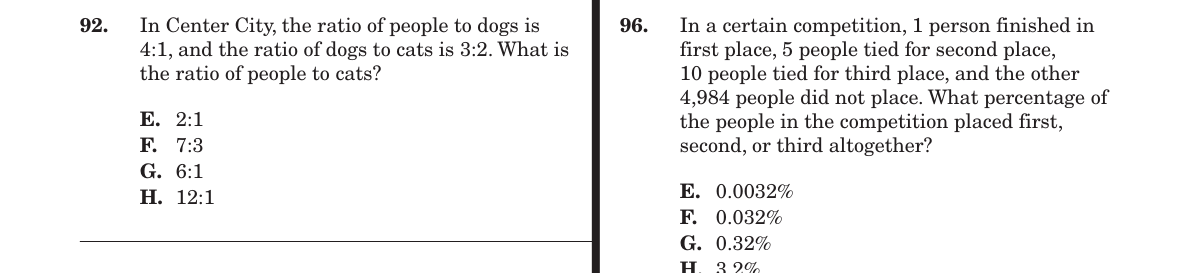 92. In Center City, the ratio of people to dogs is
4:1, and the ratio of dogs to cats is 3:2. What is
the ratio of people to cats?
E. 2:1
F. 7:3
G. 6:1
H. 12:1
96. In a certain competition, 1 person finished in
first place, 5 people tied for second place,
10 people tied for third place, and the other
4,984 people did not place. What percentage of
the people in the competition placed first,
second, or third altogether?
E. 0.0032%
F. 0.032%
G. 0.32%
H. 3.2%